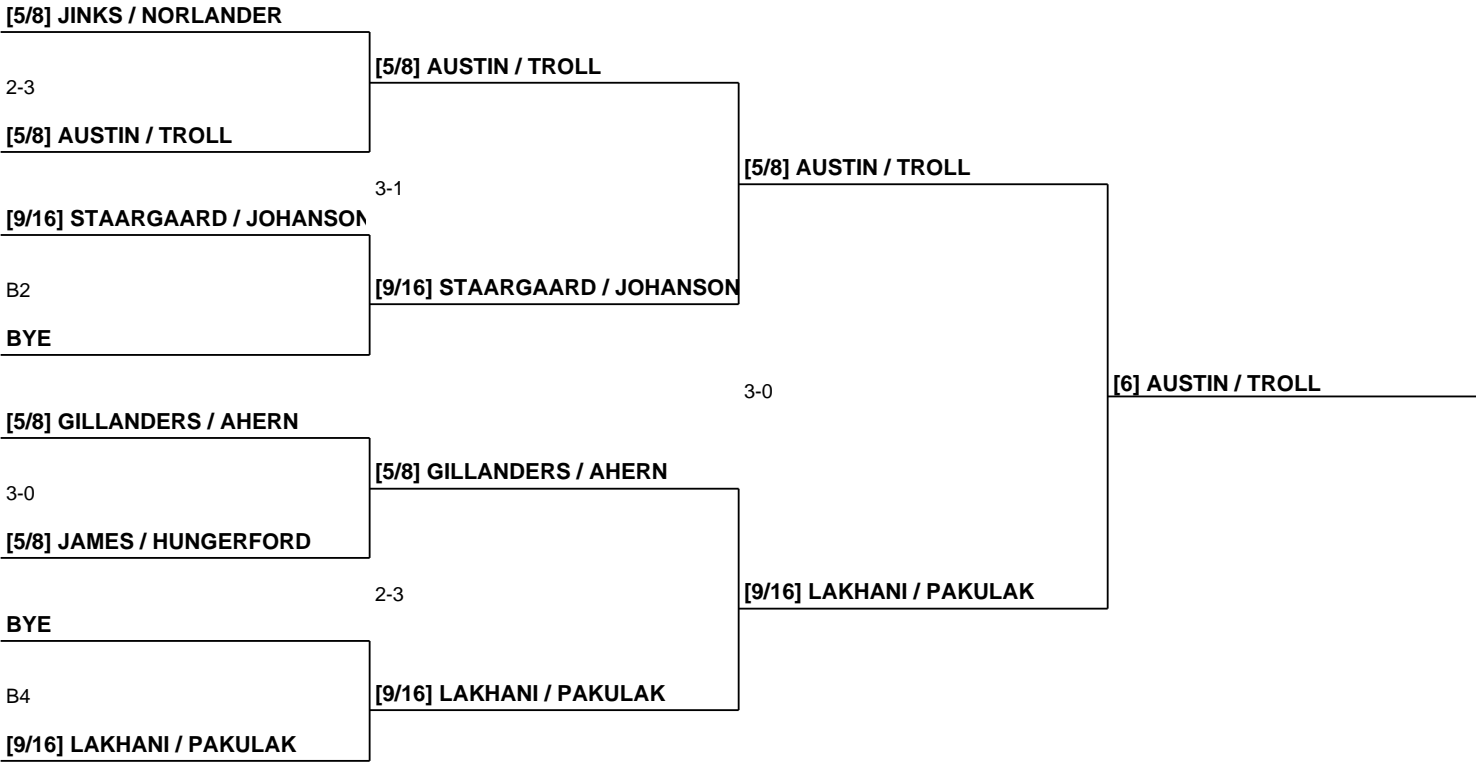 [5/8] JINKS / NORLANDER
2-3
[5/8] AUSTIN / TROLL
[9/16] STAARGAARD / JOHANSON
B2
BYE
[5/8] GILLANDERS / AHERN
3-0
[5/8] JAMES / HUNGERFORD
BYE
B4
[9/16] LAKHANI / PAKULAK
[5/8] AUSTIN / TROLL
3-1
[9/16] STAARGAARD / JOHANSON
[5/8] GILLANDERS / AHERN
2-3
[9/16] LAKHANI / PAKULAK
[5/8] AUSTIN / TROLL
3-0
[9/16] LAKHANI / PAKULAK
[6] AUSTIN / TROLL